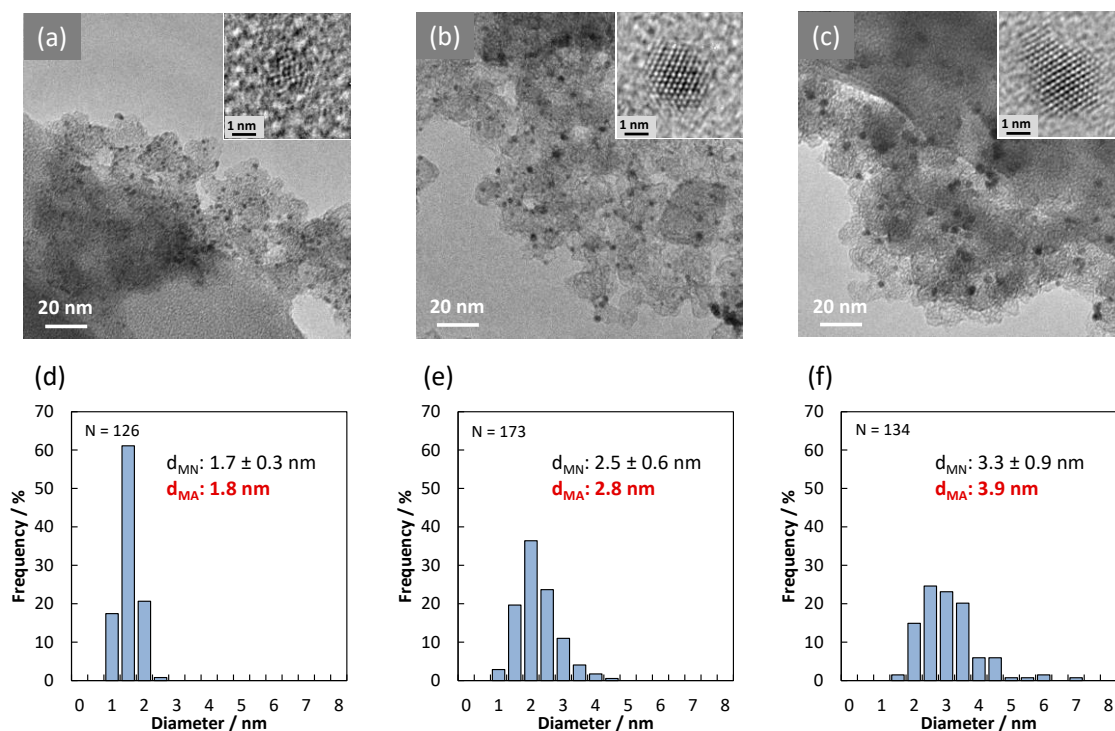 (a)
1 nm
20 nm
(b)
1 nm
20 nm
(c)
1 nm
20 nm
(d)
N = 126
dMN: 1.7 ± 0.3 nm
dMA: 1.8 nm
Frequency / %
70
60
50
40
30
20
10
0
0 1 2 3 4 5 6 7 8
Diameter / nm
(e)
N = 173
dMN: 2.5 ± 0.6 nm
dMA: 2.8 nm
Frequency / %
70
60
50
40
30
20
10
0
0 1 2 3 4 5 6 7 8
Diameter / nm
(f)
N = 134
dMN: 3.3 ± 0.9 nm
dMA: 3.9 nm
Frequency / %
70
60
50
40
30
20
10
0
0 1 2 3 4 5 6 7 8
Diameter / nm